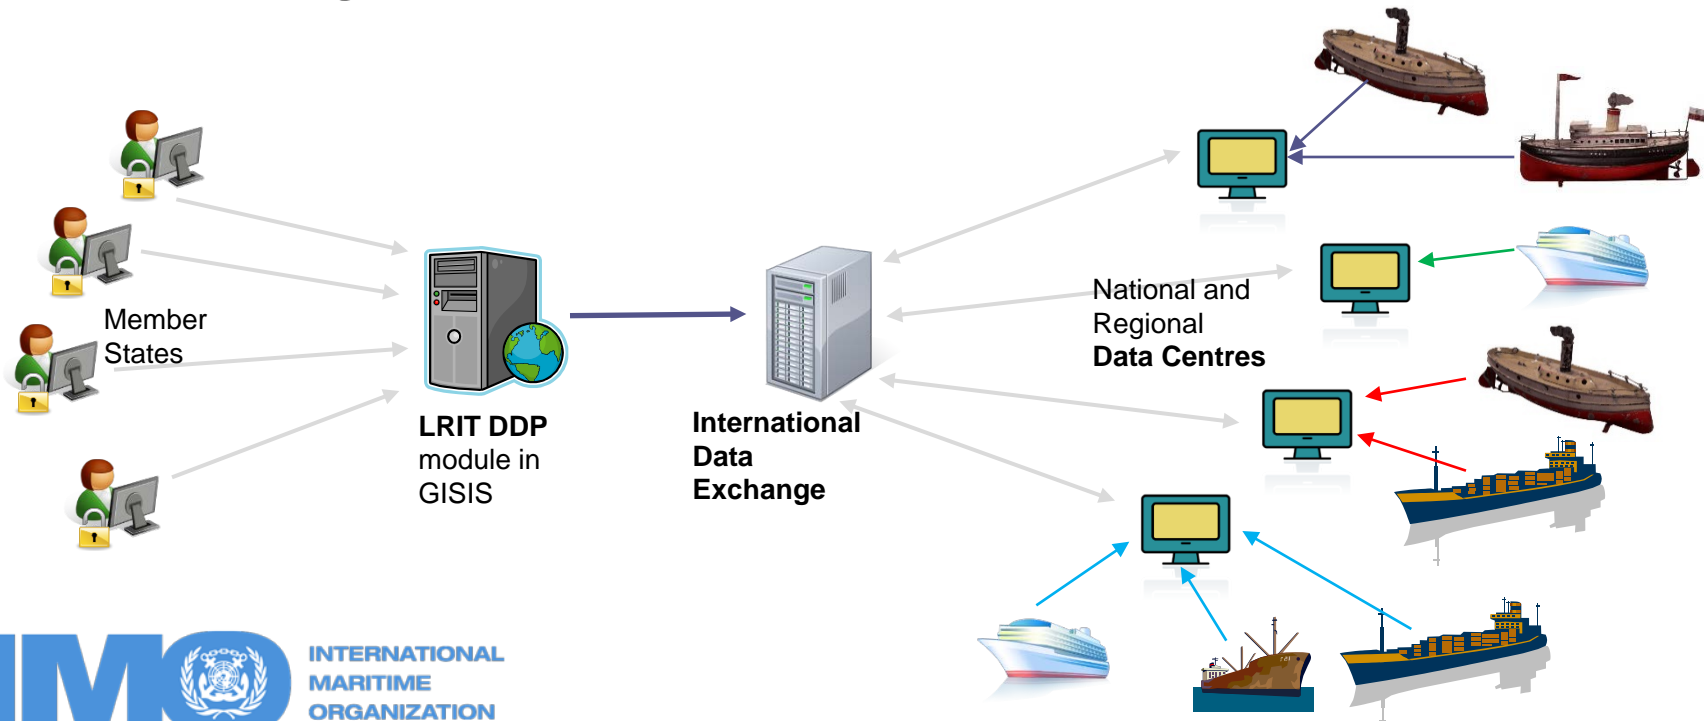 Member
States
LRIT DDP
module in
GISIS
International
Data
Exchange
National and
Regional
Data Centres
IMO
INTERNATIONAL
MARITIME
ORGANIZATION